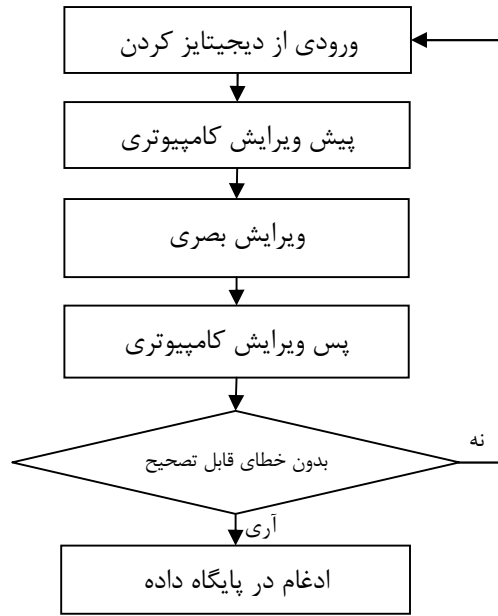 ورودی از دیجیتایز کردن
پیش ویرایش کامپیوتری
ویرایش بصری
پس ویرایش کامپیوتری
بدون خطای قابل تصحیح
نه
آری
ادغام در پایگاه داده